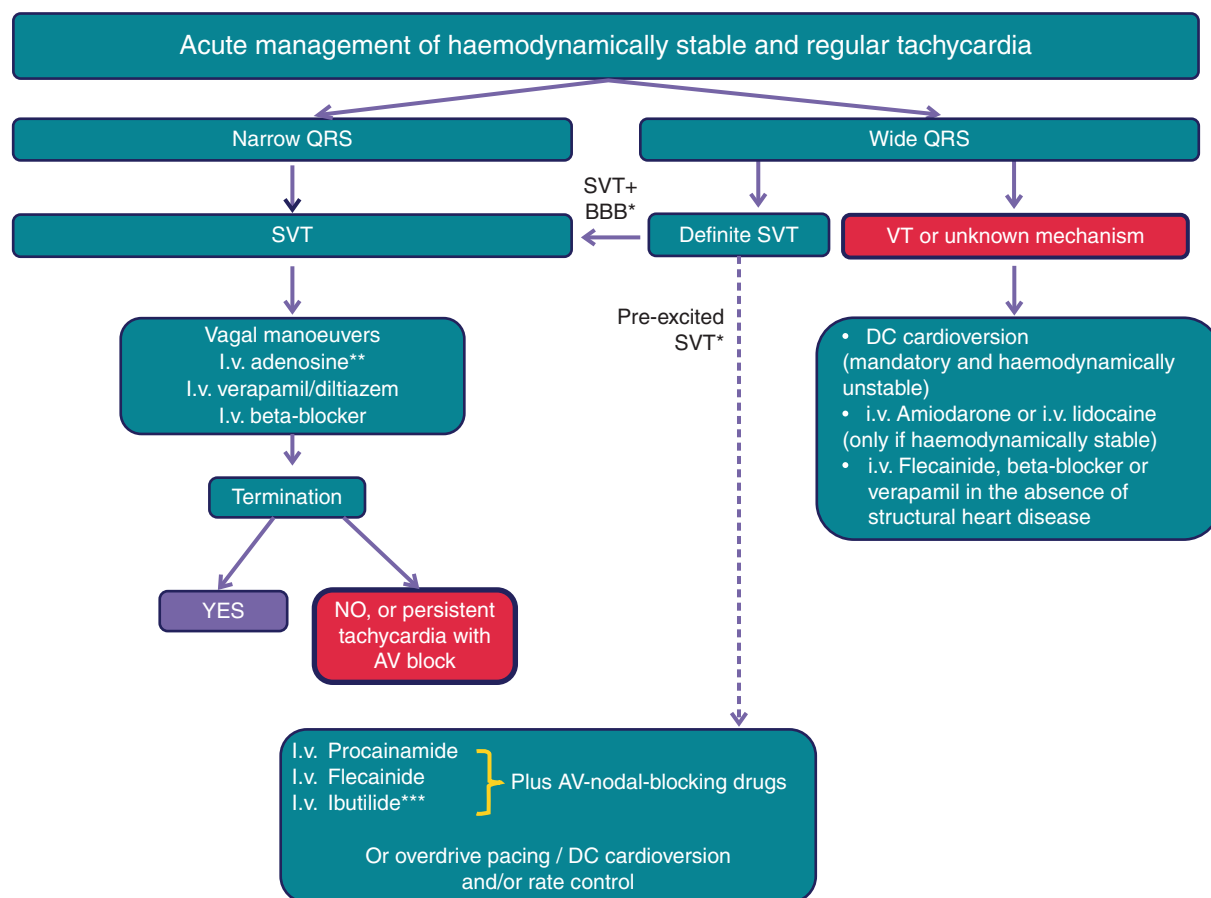 Acute management of haemodynamically stable and regular tachycardia
Narrow QRS
Wide QRS
SVT+
BBB*
SVT
Definite SVT
VT or unknown mechanism
Vagal manoeuvers
I.v. adenosine**
I.v. verapamil/diltiazem
I.v. beta-blocker
Pre-excited
SVT*
• DC cardioversion
(mandatory and haemodynamically
unstable)
• i.v. Amiodarone or i.v. lidocaine
(only if haemodynamically stable)
• i.v. Flecainide, beta-blocker or
verapamil in the absence of
structural heart disease
Termination
YES
NO, or persistent
tachycardia with
AV block
I.v. Procainamide
I.v. Flecainide
I.v. Ibutilide***
Plus AV-nodal-blocking drugs
Or overdrive pacing / DC cardioversion
and/or rate control